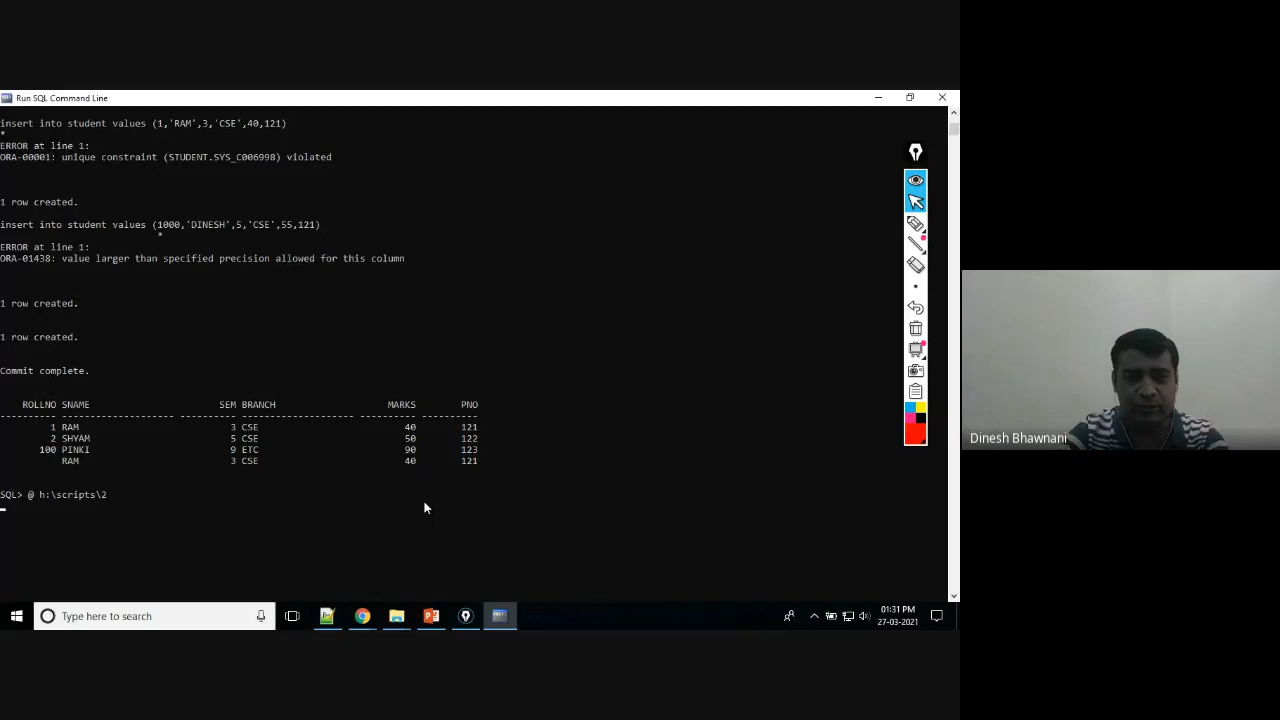 Run SQL Command Line
insert into student values (1,'RAM',3,'CSE',40,121)
*
ERROR at line 1:
ORA-00001: unique constraint (STUDENT.SYS_C006998) violated
1 row created.
insert into student values (1000,'DINESH',5,'CSE',55,121)
*
ERROR at line 1:
ORA-01438: value larger than specified precision allowed for this column
1 row created.
1 row created.
Commit complete.
ROLLNO SNAME SEM BRANCH MARKS PNO
---------- -------------------- ---------- -------------------- ---------- ----------
1 RAM 3 CSE 40 121
2 SHYAM 5 CSE 50 122
100 PINKI 9 ETC 90 123
RAM 3 CSE 40 121
SQL> @ h:\scripts\2
Dinesh Bhawnani
Type here to search
01:31 PM
27-03-2021